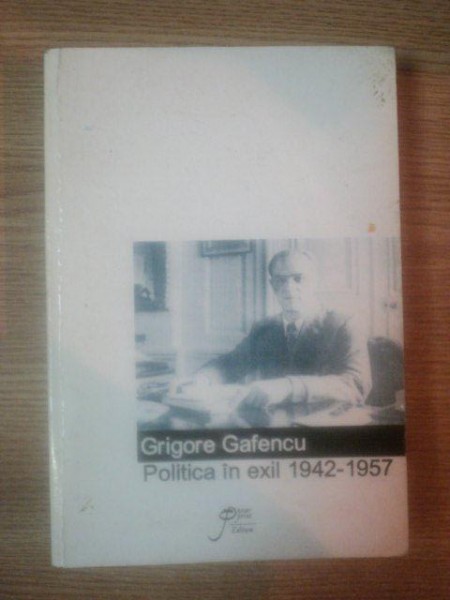 Grigore Gafencu
Politica în exil 1942-1957